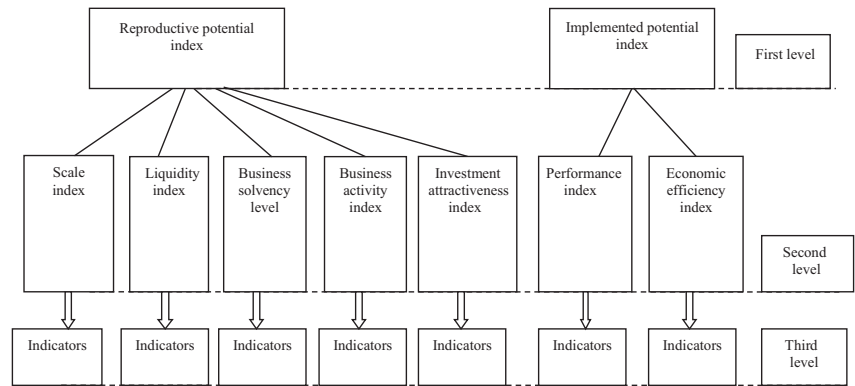 Reproductive potential
index
Implemented potential
index
First level
Scale
index
Liquidity
index
Business
solvency
level
Business
activity
index
Investment
attractiveness
index
Performance
index
Economic
efficiency
index
Second
level
Indicators
Indicators
Indicators
Indicators
Indicators
Indicators
Indicators
Third
level